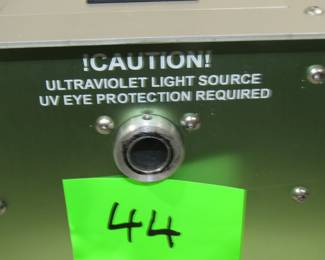 !CAUTION!
ULTRAVIOLET LIGHT SOURCE
UV EYE PROTECTION REQUIRED
44